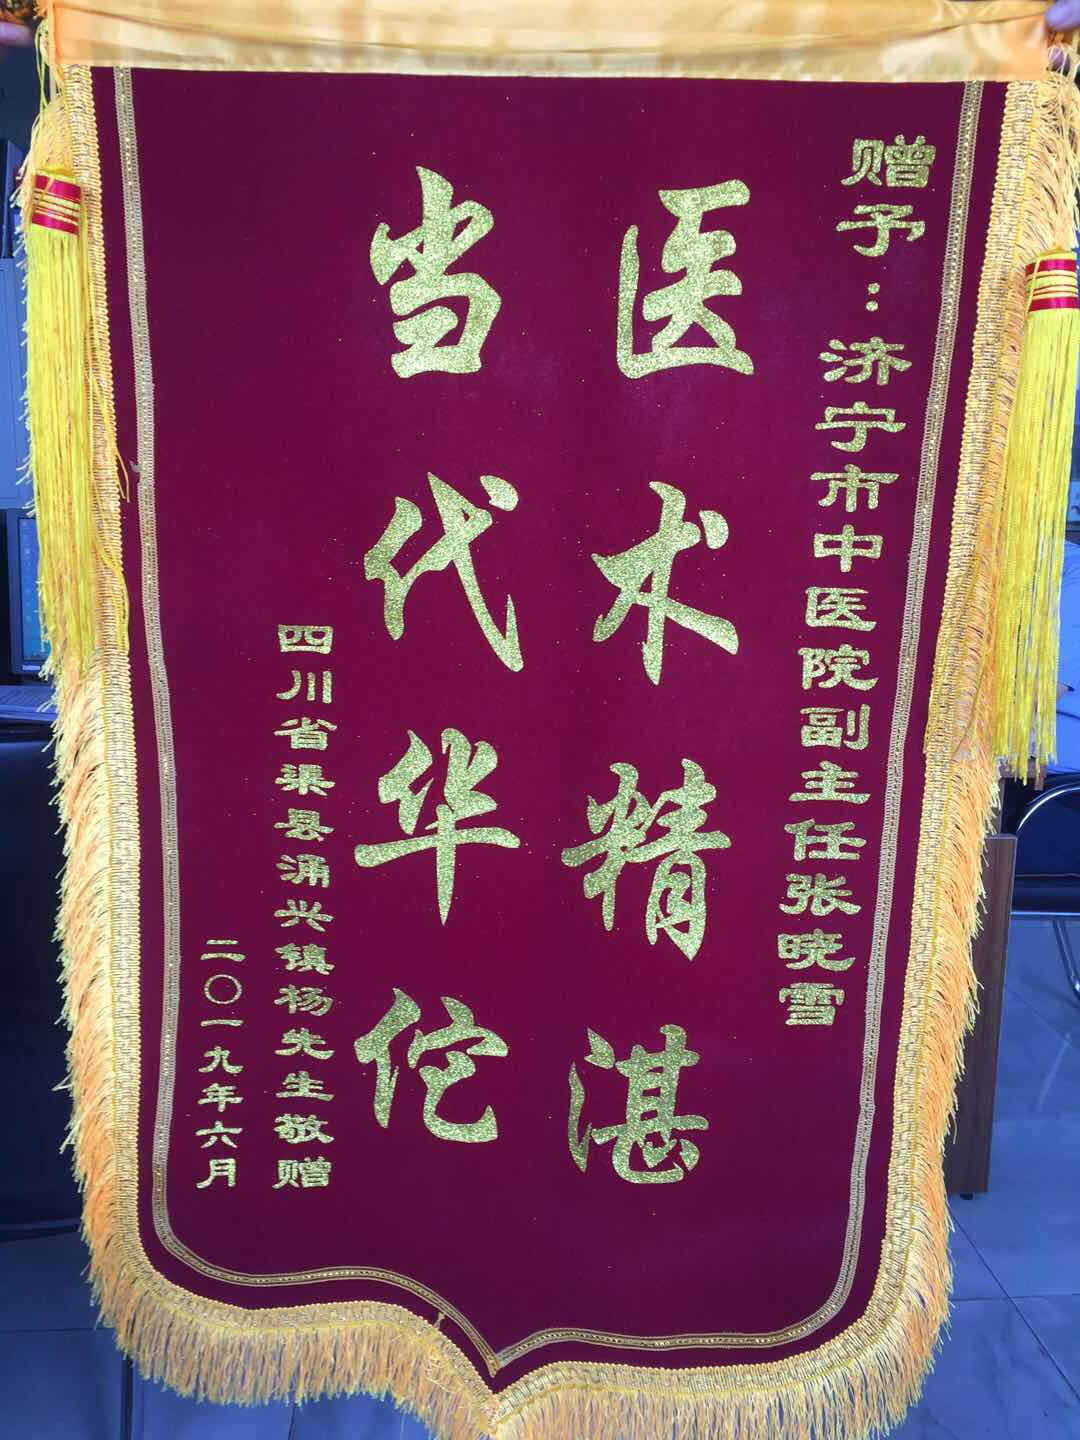 赠予：济宁市中医院副主任张晓雪
医术精湛
当代华佗
四川省渠县涌兴镇杨先生敬赠
二〇一九年六月